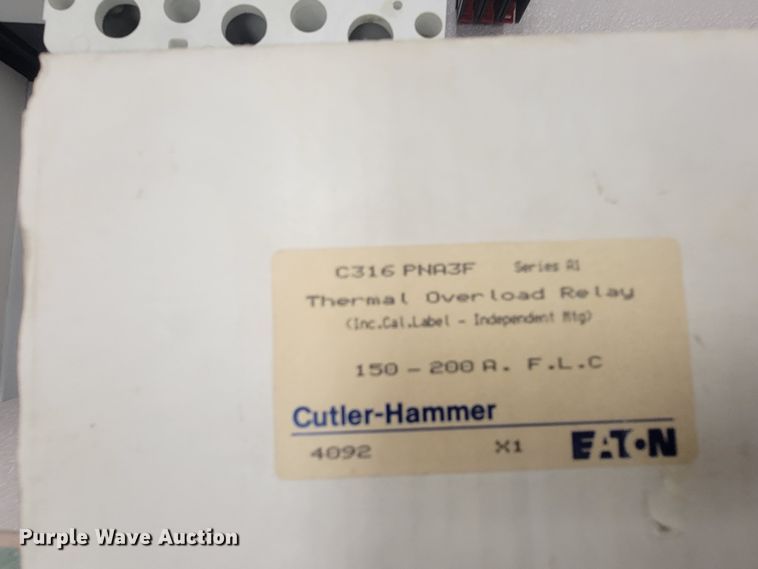 C316 PNA3F Series A1
Thermal Overload Relay
(Inc.Cal.Label - Independent Mtg)
150 - 200 A. F.L.C
Cutler-Hammer
4092 X1 EATON
Purple Wave Auction